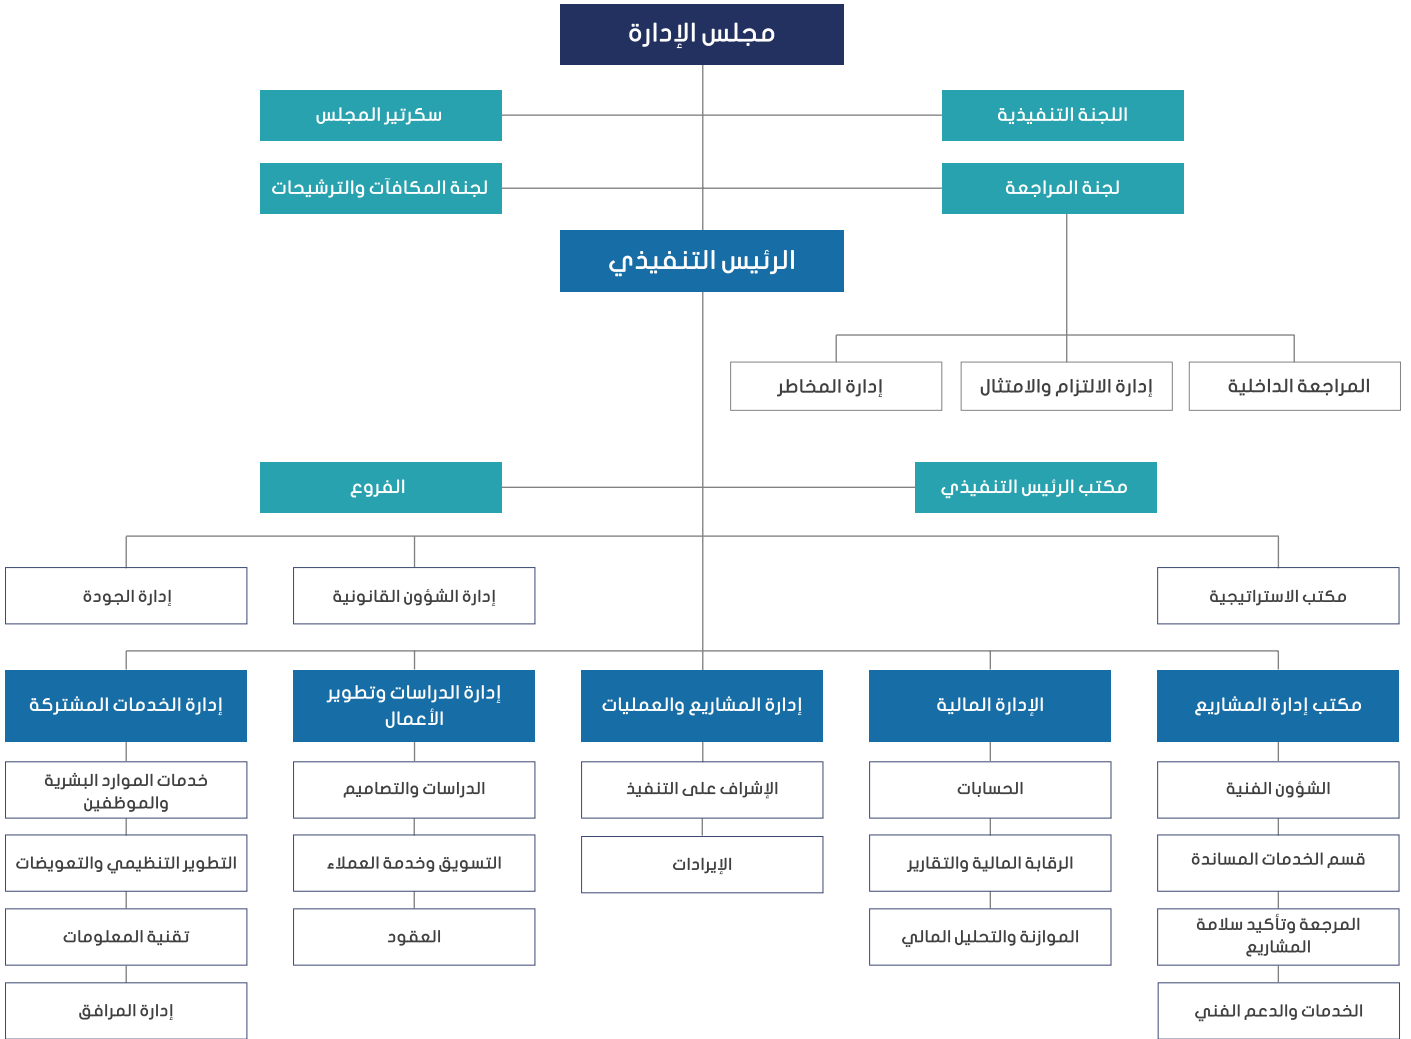 مجلس الإدارة
اللجنة التنفيذية
سكرتير المجلس
لجنة المراجعة
لجنة المكافآت والترشيحات
الرئيس التنفيذي
المراجعة الداخلية
إدارة الالتزام والامتثال
إدارة المخاطر
مكتب الرئيس التنفيذي
الفروع
مكتب الاستراتيجية
إدارة الشؤون القانونية
إدارة الجودة
مكتب إدارة المشاريع
الإدارة المالية
إدارة المشاريع والعمليات
إدارة الدراسات وتطوير
الأعمال
إدارة الخدمات المشتركة
الشؤون الفنية
الحسابات
الإشراف على التنفيذ
الدراسات والتصاميم
خدمات الموارد البشرية
والموظفين
قسم الخدمات المساندة
الرقابة المالية والتقارير
الإيرادات
التسويق وخدمة العملاء
التطوير التنظيمي والتعويضات
المرجعة وتأكيد سلامة
المشاريع
الموازنة والتحليل المالي
العقود
تقنية المعلومات
الخدمات والدعم الفني
إدارة المرافق